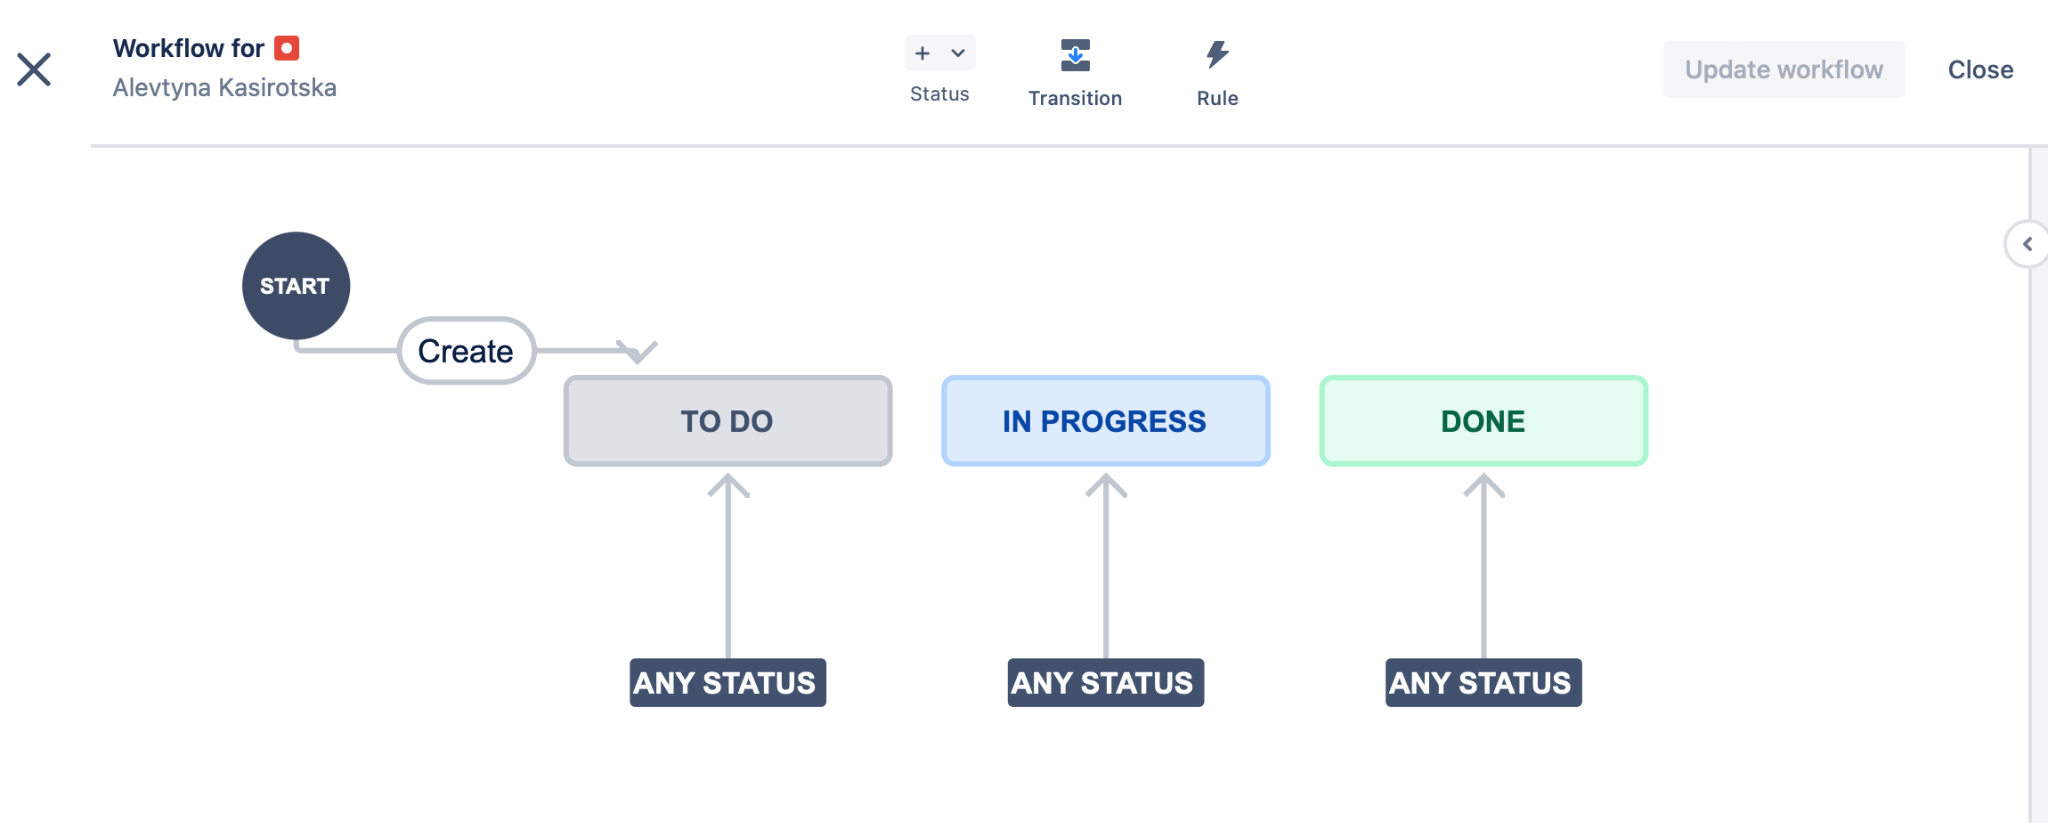 Workflow for
Alevtyna Kasirotska
Status
Transition
Rule
Update workflow
Close
START
Create
TO DO
IN PROGRESS
DONE
ANY STATUS
ANY STATUS
ANY STATUS